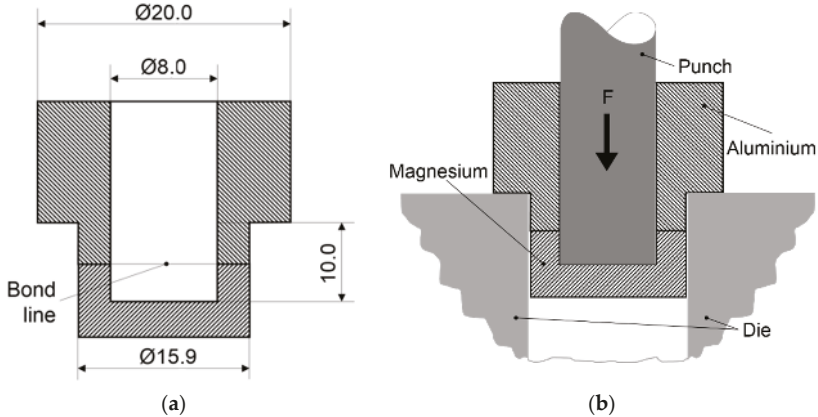 Ø20.0
Ø8.0
10.0
Bond
line
Ø15.9
(a)
Punch
F
Aluminium
Magnesium
Die
(b)